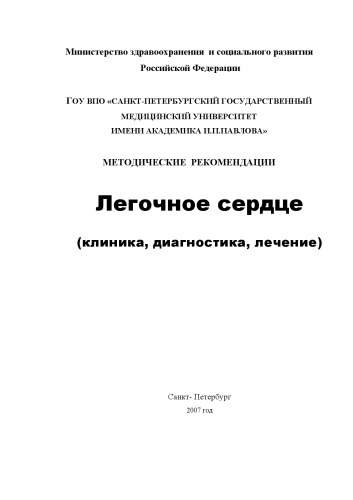 Министерство здравоохранения и социального развития
Российской Федерации
ГОУ ВПО «САНКТ-ПЕТЕРБУРГСКИЙ ГОСУДАРСТВЕННЫЙ
МЕДИЦИНСКИЙ УНИВЕРСИТЕТ
ИМЕНИ АКАДЕМИКА И.П.ПАВЛОВА»
МЕТОДИЧЕСКИЕ РЕКОМЕНДАЦИИ
Легочное сердце
(клиника, диагностика, лечение)
Санкт- Петербург
2007 год